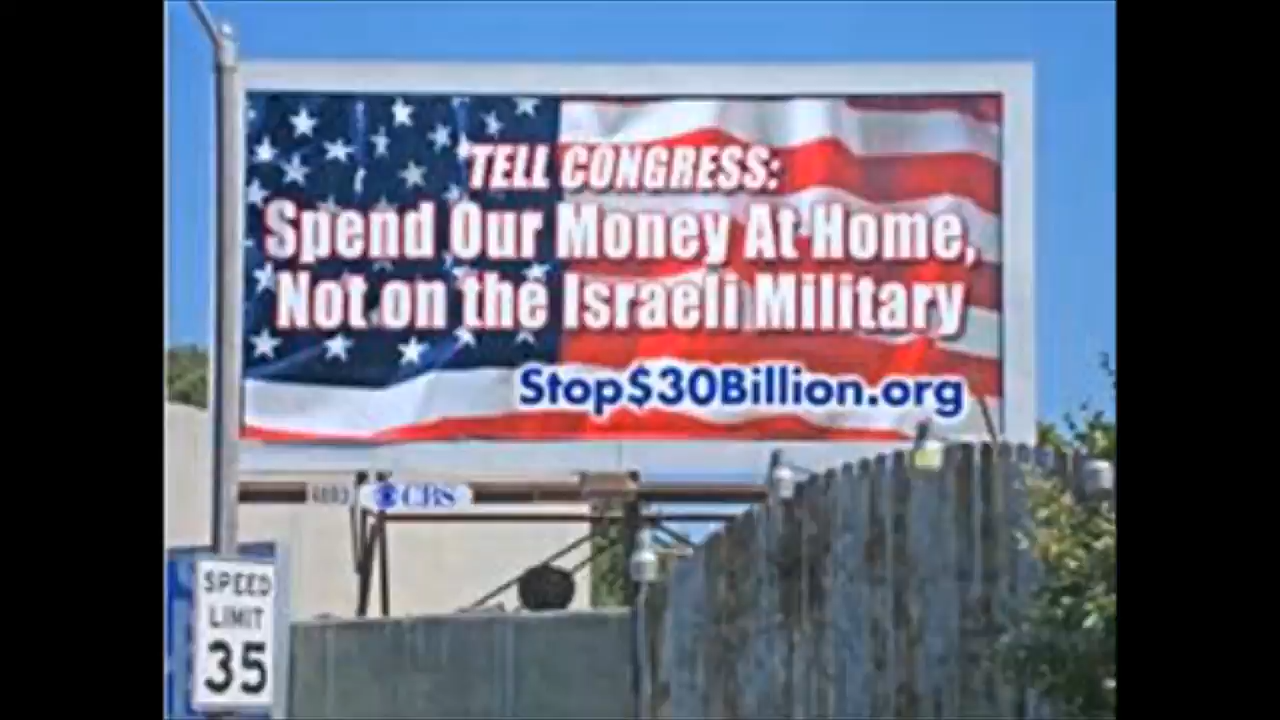 TELL CONGRESS:
Spend Our Money At Home,
Not on the Israeli Military
Stop$30Billion.org
CBS
SPEED
LIMIT
35